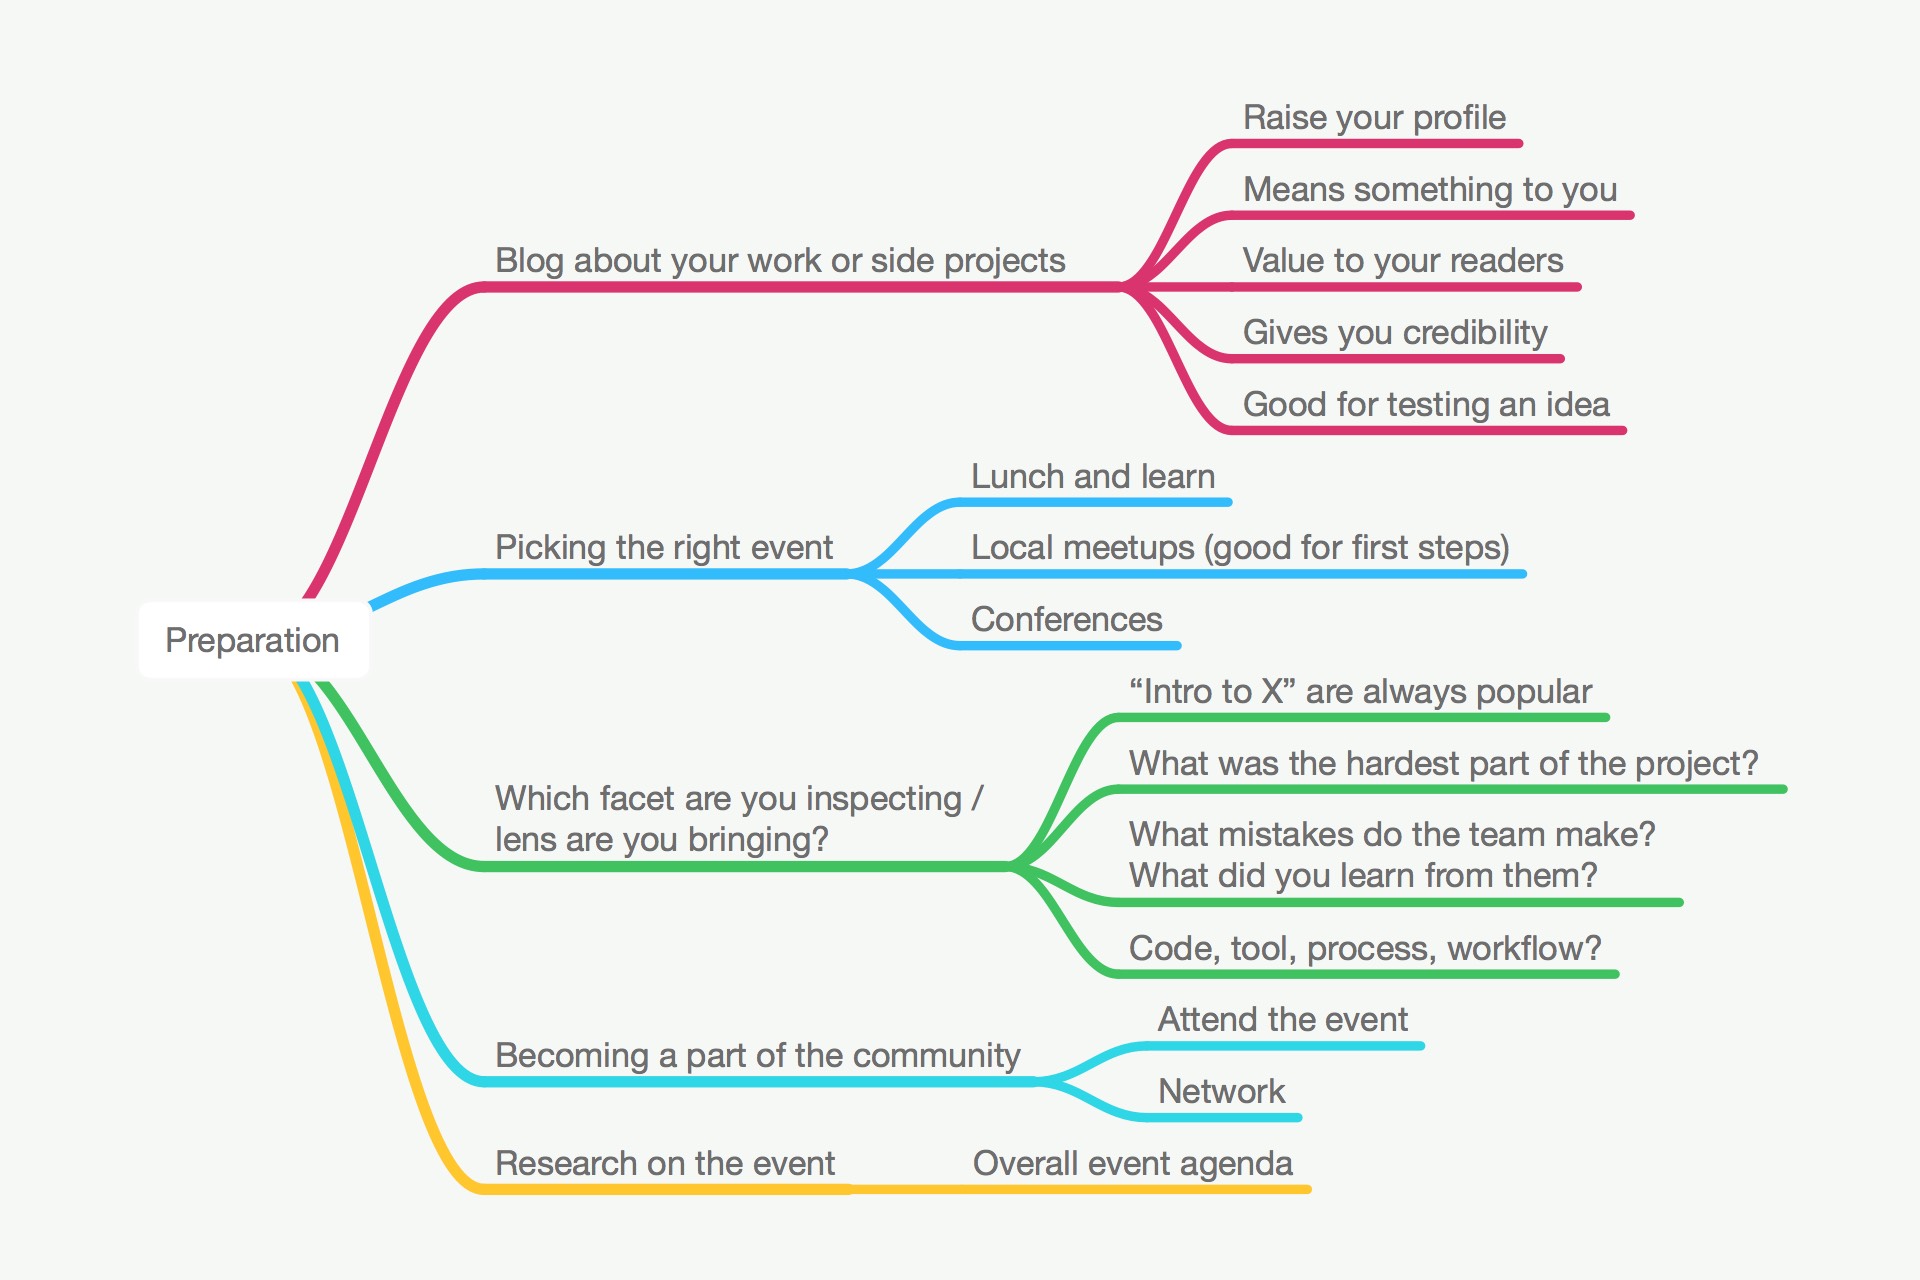 Preparation
Blog about your work or side projects
Raise your profile
Means something to you
Value to your readers
Gives you credibility
Good for testing an idea
Picking the right event
Lunch and learn
Local meetups (good for first steps)
Conferences
Which facet are you inspecting /
lens are you bringing?
“Intro to X” are always popular
What was the hardest part of the project?
What mistakes do the team make?
What did you learn from them?
Code, tool, process, workflow?
Becoming a part of the community
Attend the event
Network
Research on the event
Overall event agenda